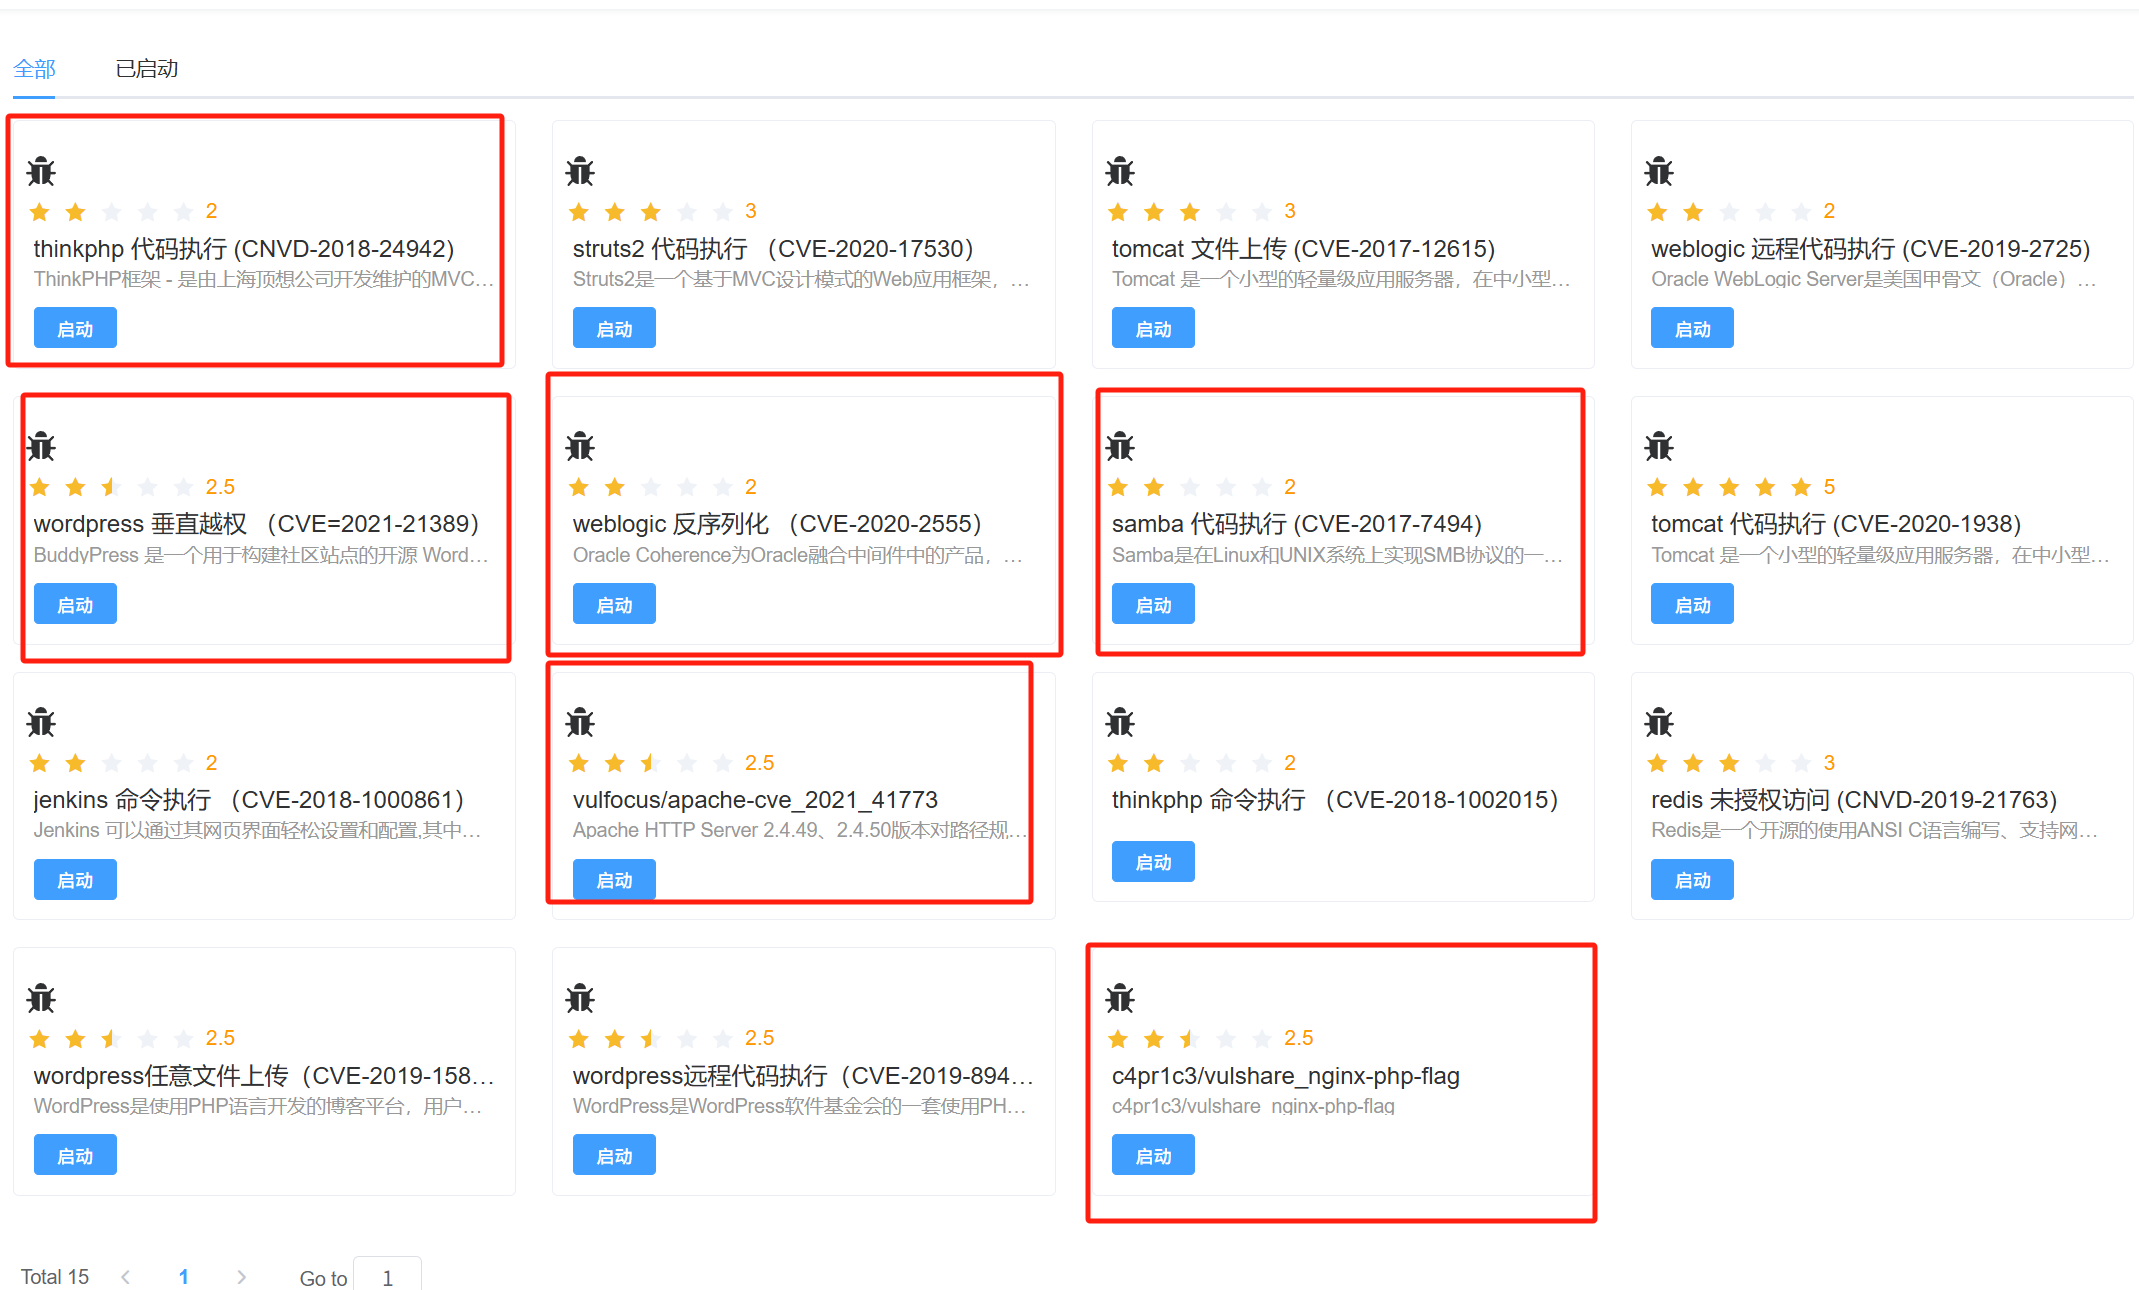 全部
已启动
2
thinkphp 代码执行 (CNVD-2018-24942)
ThinkPHP框架 - 是由上海顶想公司开发维护的MVC…
启动
3
struts2 代码执行 （CVE-2020-17530）
Struts2是一个基于MVC设计模式的Web应用框架，…
启动
3
tomcat 文件上传 (CVE-2017-12615)
Tomcat 是一个小型的轻量级应用服务器，在中小型…
启动
2
weblogic 远程代码执行 (CVE-2019-2725)
Oracle WebLogic Server是美国甲骨文（Oracle）…
启动
2.5
wordpress 垂直越权 （CVE=2021-21389）
BuddyPress 是一个用于构建社区站点的开源 Word…
启动
2
weblogic 反序列化 （CVE-2020-2555）
Oracle Coherence为Oracle融合中间件中的产品，…
启动
2
samba 代码执行 (CVE-2017-7494)
Samba是在Linux和UNIX系统上实现SMB协议的一…
启动
5
tomcat 代码执行 (CVE-2020-1938)
Tomcat 是一个小型的轻量级应用服务器，在中小型…
启动
2
jenkins 命令执行 （CVE-2018-1000861）
Jenkins 可以通过其网页界面轻松设置和配置,其中…
启动
2.5
vulfocus/apache-cve_2021_41773
Apache HTTP Server 2.4.49、2.4.50版本对路径规…
启动
2
thinkphp 命令执行 （CVE-2018-1002015）
启动
3
redis 未授权访问 (CNVD-2019-21763)
Redis是一个开源的使用ANSI C语言编写、支持网…
启动
2.5
wordpress任意文件上传（CVE-2019-158…
WordPress是使用PHP语言开发的博客平台，用户…
启动
2.5
wordpress远程代码执行（CVE-2019-894…
WordPress是WordPress软件基金会的一套使用PH…
启动
2.5
c4pr1c3/vulshare_nginx-php-flag
c4pr1c3/vulshare_nginx-php-flag
启动
Total 15
1
Go to
1